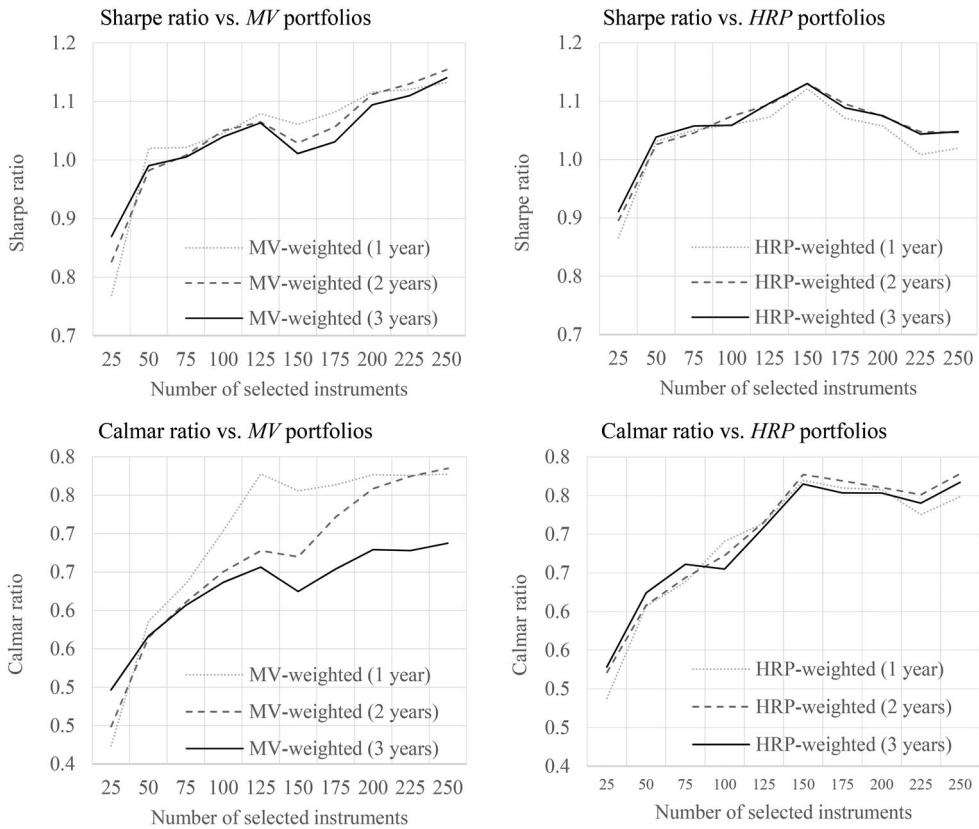 Sharpe ratio vs. MV portfolios
1.2
1.1
1.0
0.9
0.8
0.7
Sharpe ratio
MV-weighted (1 year)
MV-weighted (2 years)
MV-weighted (3 years)
25 50 75 100 125 150 175 200 225 250
Number of selected instruments
Sharpe ratio vs. HRP portfolios
1.2
1.1
1.0
0.9
0.8
0.7
Sharpe ratio
HRP-weighted (1 year)
HRP-weighted (2 years)
HRP-weighted (3 years)
25 50 75 100 125 150 175 200 225 250
Number of selected instruments
Calmar ratio vs. MV portfolios
0.8
0.8
0.7
0.7
0.6
0.6
0.5
0.5
0.4
Calmar ratio
MV-weighted (1 year)
MV-weighted (2 years)
MV-weighted (3 years)
25 50 75 100 125 150 175 200 225 250
Number of selected instruments
Calmar ratio vs. HRP portfolios
0.8
0.8
0.7
0.7
0.6
0.6
0.5
0.5
0.4
Calmar ratio
HRP-weighted (1 year)
HRP-weighted (2 years)
HRP-weighted (3 years)
25 50 75 100 125 150 175 200 225 250
Number of selected instruments